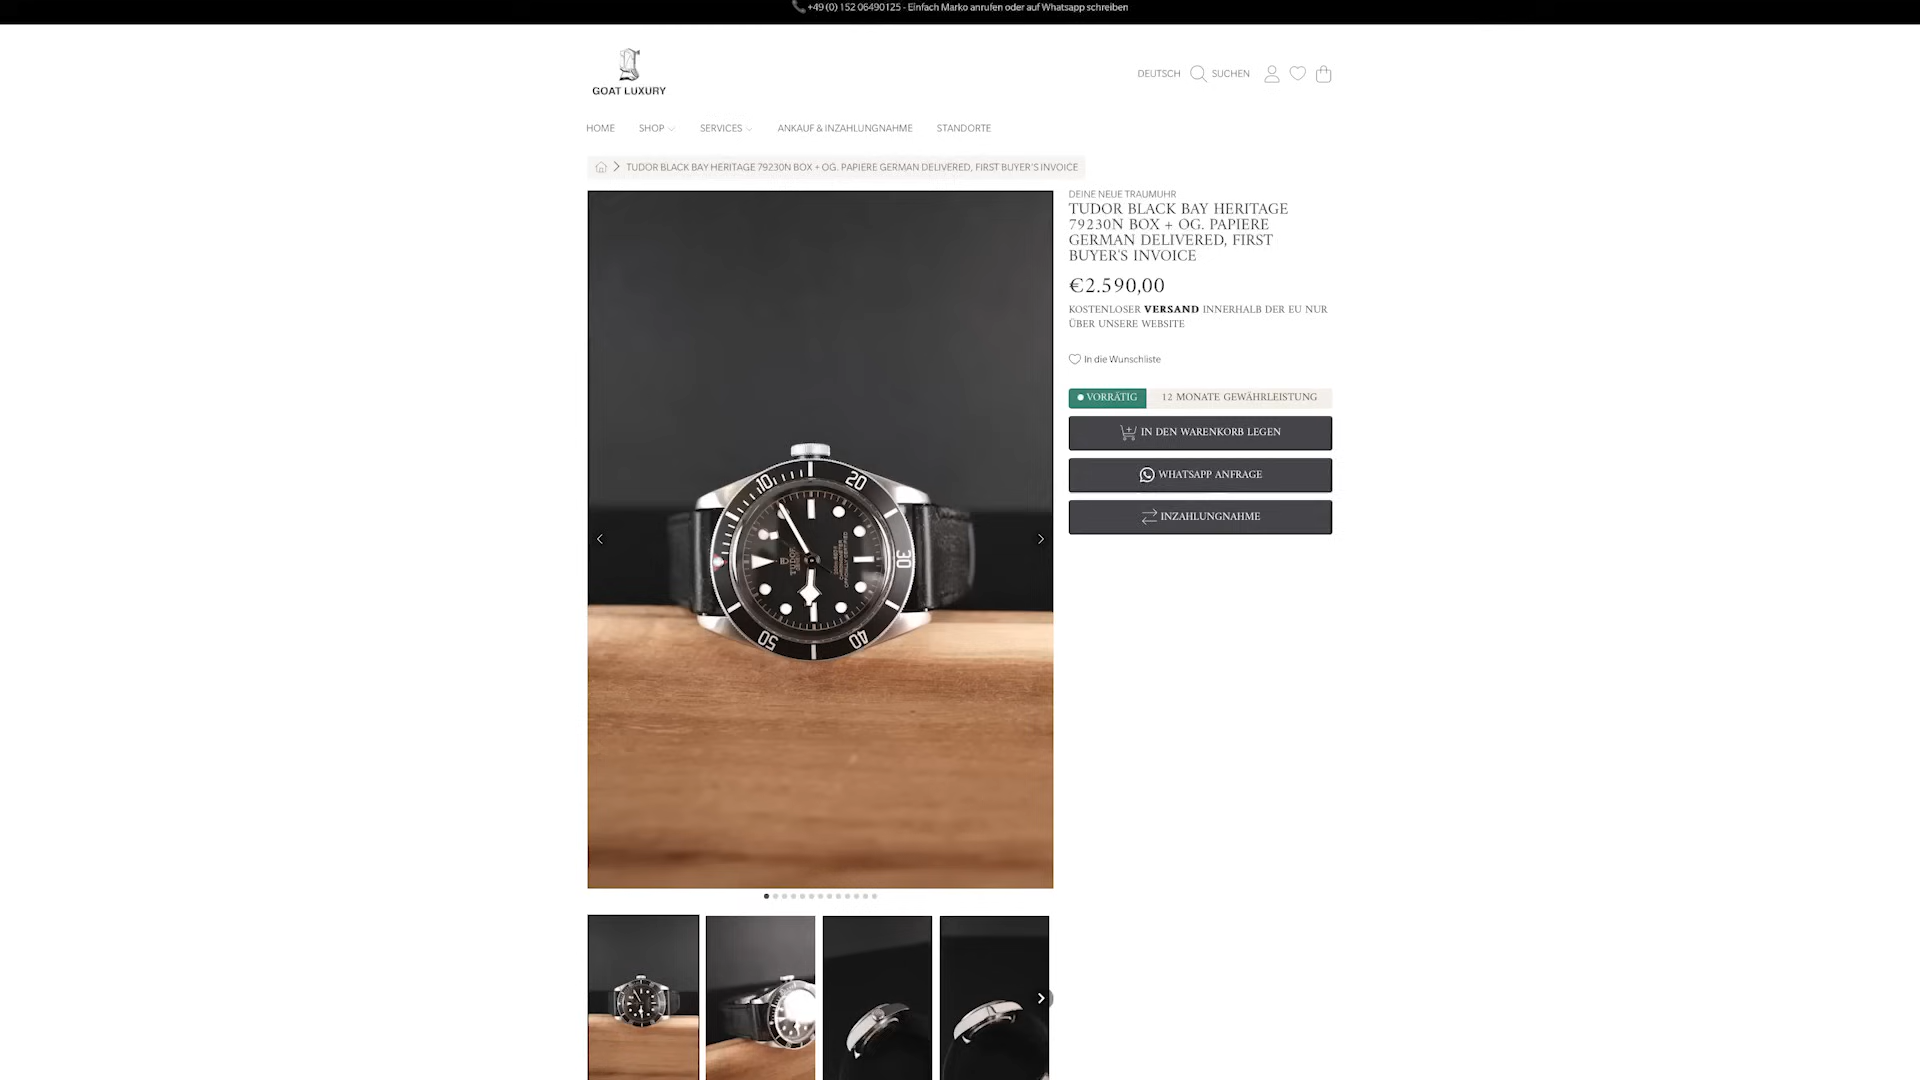 +49 (0) 152 06490125 - Einfach Marko anrufen oder auf Whatsapp schreiben
GOAT LUXURY
DEUTSCH SUCHEN
HOME SHOP SERVICES ANKAUF & INZAHLUNGNAHME STANDORTE
TUDOR BLACK BAY HERITAGE 79230N BOX + OG. PAPIERE GERMAN DELIVERED, FIRST BUYER'S INVOICE
DEINE NEUE TRAUMUHR
TUDOR BLACK BAY HERITAGE
79230N BOX + OG. PAPIERE
GERMAN DELIVERED, FIRST
BUYER'S INVOICE
€2.590,00
KOSTENLOSER VERSAND INNERHALB DER EU NUR
ÜBER UNSERE WEBSITE
In die Wunschliste
VORRÄTIG 12 MONATE GEWÄHRLEISTUNG
IN DEN WARENKORB LEGEN
WHATSAPP ANFRAGE
INZAHLUNGNAHME
10
20
30
40
50
TUDOR
CHRONOMETER
OFFICIALLY CERTIFIED